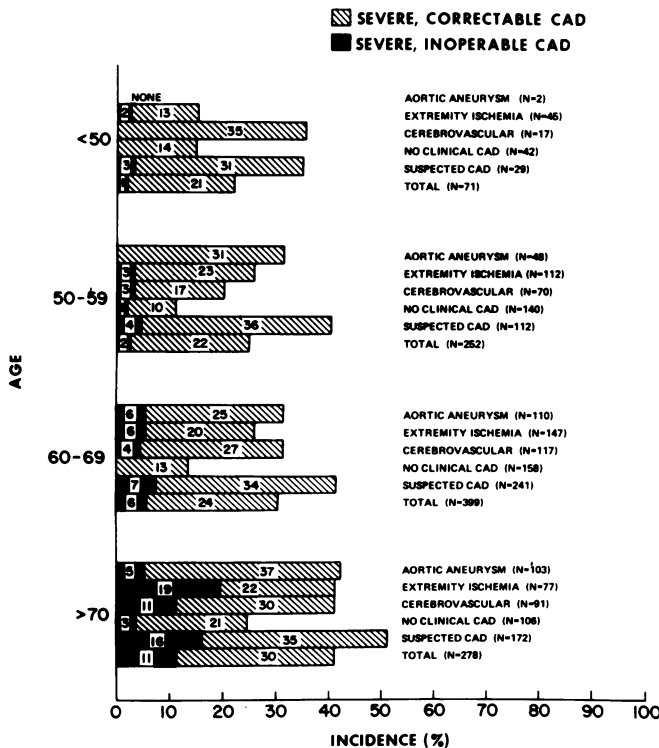 SEVERE, CORRECTABLE CAD
SEVERE, INOPERABLE CAD
AGE
<50
NONE AORTIC ANEURYSM (N=2)
2 13 EXTREMITY ISCHEMIA (N=45)
35 CEREBROVASCULAR (N=17)
14 NO CLINICAL CAD (N=42)
3 31 SUSPECTED CAD (N=29)
21 TOTAL (N=71)
50-59
31 AORTIC ANEURYSM (N=48)
3 23 EXTREMITY ISCHEMIA (N=112)
3 17 CEREBROVASCULAR (N=70)
10 NO CLINICAL CAD (N=140)
4 36 SUSPECTED CAD (N=112)
2 22 TOTAL (N=252)
60-69
6 25 AORTIC ANEURYSM (N=110)
6 20 EXTREMITY ISCHEMIA (N=147)
4 27 CEREBROVASCULAR (N=117)
13 NO CLINICAL CAD (N=158)
7 34 SUSPECTED CAD (N=241)
6 24 TOTAL (N=399)
>70
5 37 AORTIC ANEURYSM (N=103)
19 22 EXTREMITY ISCHEMIA (N=77)
11 30 CEREBROVASCULAR (N=91)
3 21 NO CLINICAL CAD (N=106)
16 35 SUSPECTED CAD (N=172)
11 30 TOTAL (N=278)
0 10 20 30 40 50 60 70 80 90 100
INCIDENCE (%)